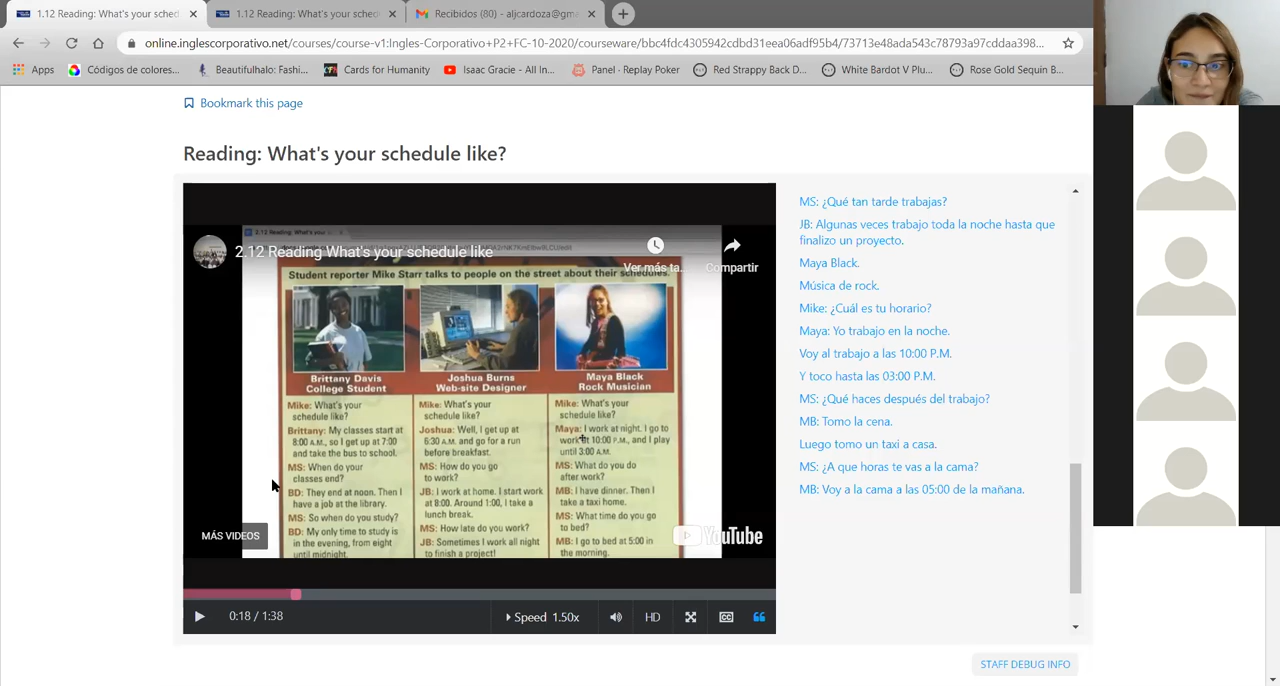 1.12 Reading: What's your sched
1.12 Reading: What's your sche
Recibidos (80) - aljcardoza@gm
online.inglescorporativo.net/courses/course-v1:Ingles-Corporativo+P2+FC-10-2020/courseware/bbc4fdc4305942cdbd31eea06adf95b4/73713e48ada543c78793a97cddaa398...
Apps
Códigos de colores...
Beautifulhalo: Fashi...
Cards for Humanity
Isaac Gracie - All In...
Panel · Replay Poker
Red Strappy Back D...
White Bardot V Plu...
Rose Gold Sequin B...
Bookmark this page
Reading: What's your schedule like?
2.12 Reading: What's your
2.12 Reading What's your schedule like
Ver más ta...
Compartir
Student reporter Mike Starr talks to people on the street about their schedules.
Brittany Davis
College Student
Mike: What's your
schedule like?
Brittany: My classes start at
8:00 A.M., so I get up at 7:00
and take the bus to school.
MS: When do your
classes end?
BD: They end at noon. Then I
have a job at the library.
MS: So when do you study?
BD: My only time to study is
in the evening, from eight
until midnight.
Joshua Burns
Web-site Designer
Mike: What's your
schedule like?
Joshua: Well, I get up at
6:30 A.M. and go for a run
before breakfast.
MS: How do you go
to work?
JB: I work at home. I start work
at 8:00. Around 1:00, I take a
lunch break.
MS: How late do you work?
JB: Sometimes I work all night
to finish a project!
Maya Black
Rock Musician
Mike: What's your
schedule like?
Maya: I work at night. I go to
work at 10:00 P.M., and I play
until 3:00 A.M.
MS: What do you do
after work?
MB: I have dinner. Then I
take a taxi home.
MS: What time do you go
to bed?
MB: I go to bed at 5:00 in
the morning.
MÁS VIDEOS
YouTube
0:18 / 1:38
Speed 1.50x
HD
MS: ¿Qué tan tarde trabajas?
JB: Algunas veces trabajo toda la noche hasta que
finalizo un proyecto.
Maya Black.
Música de rock.
Mike: ¿Cuál es tu horario?
Maya: Yo trabajo en la noche.
Voy al trabajo a las 10:00 P.M.
Y toco hasta las 03:00 P.M.
MS: ¿Qué haces después del trabajo?
MB: Tomo la cena.
Luego tomo un taxi a casa.
MS: ¿A que horas te vas a la cama?
MB: Voy a la cama a las 05:00 de la mañana.
STAFF DEBUG INFO